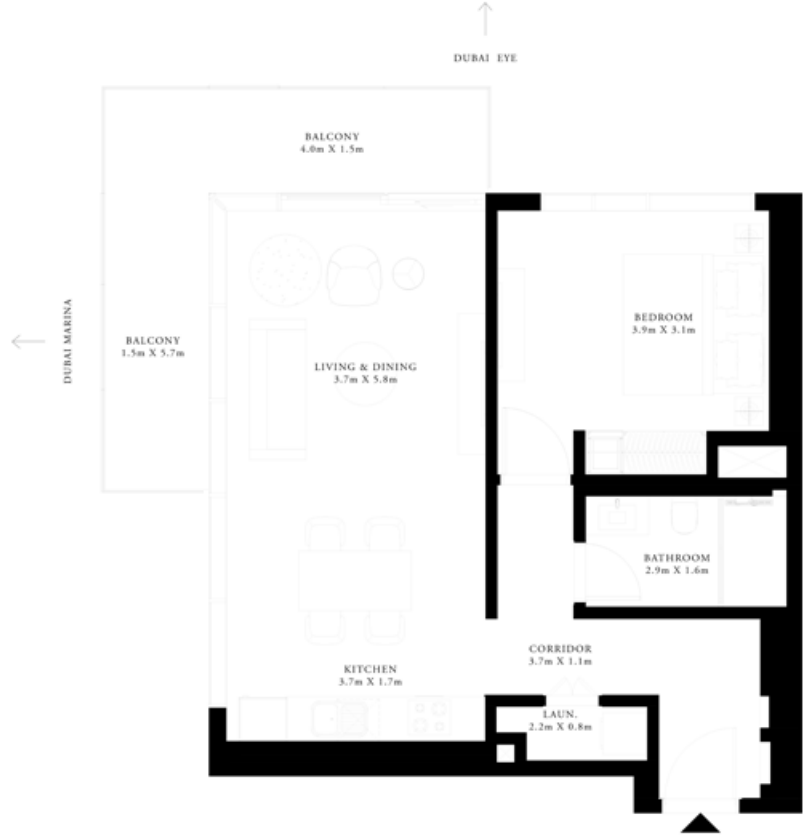 DUBAI EYE
BALCONY
4.0m X 1.5m
DUBAI MARINA
BALCONY
1.5m X 5.7m
BEDROOM
3.9m X 3.1m
LIVING & DINING
3.7m X 5.8m
BATHROOM
2.9m X 1.6m
CORRIDOR
3.7m X 1.1m
KITCHEN
3.7m X 1.7m
LAUN.
2.2m X 0.8m